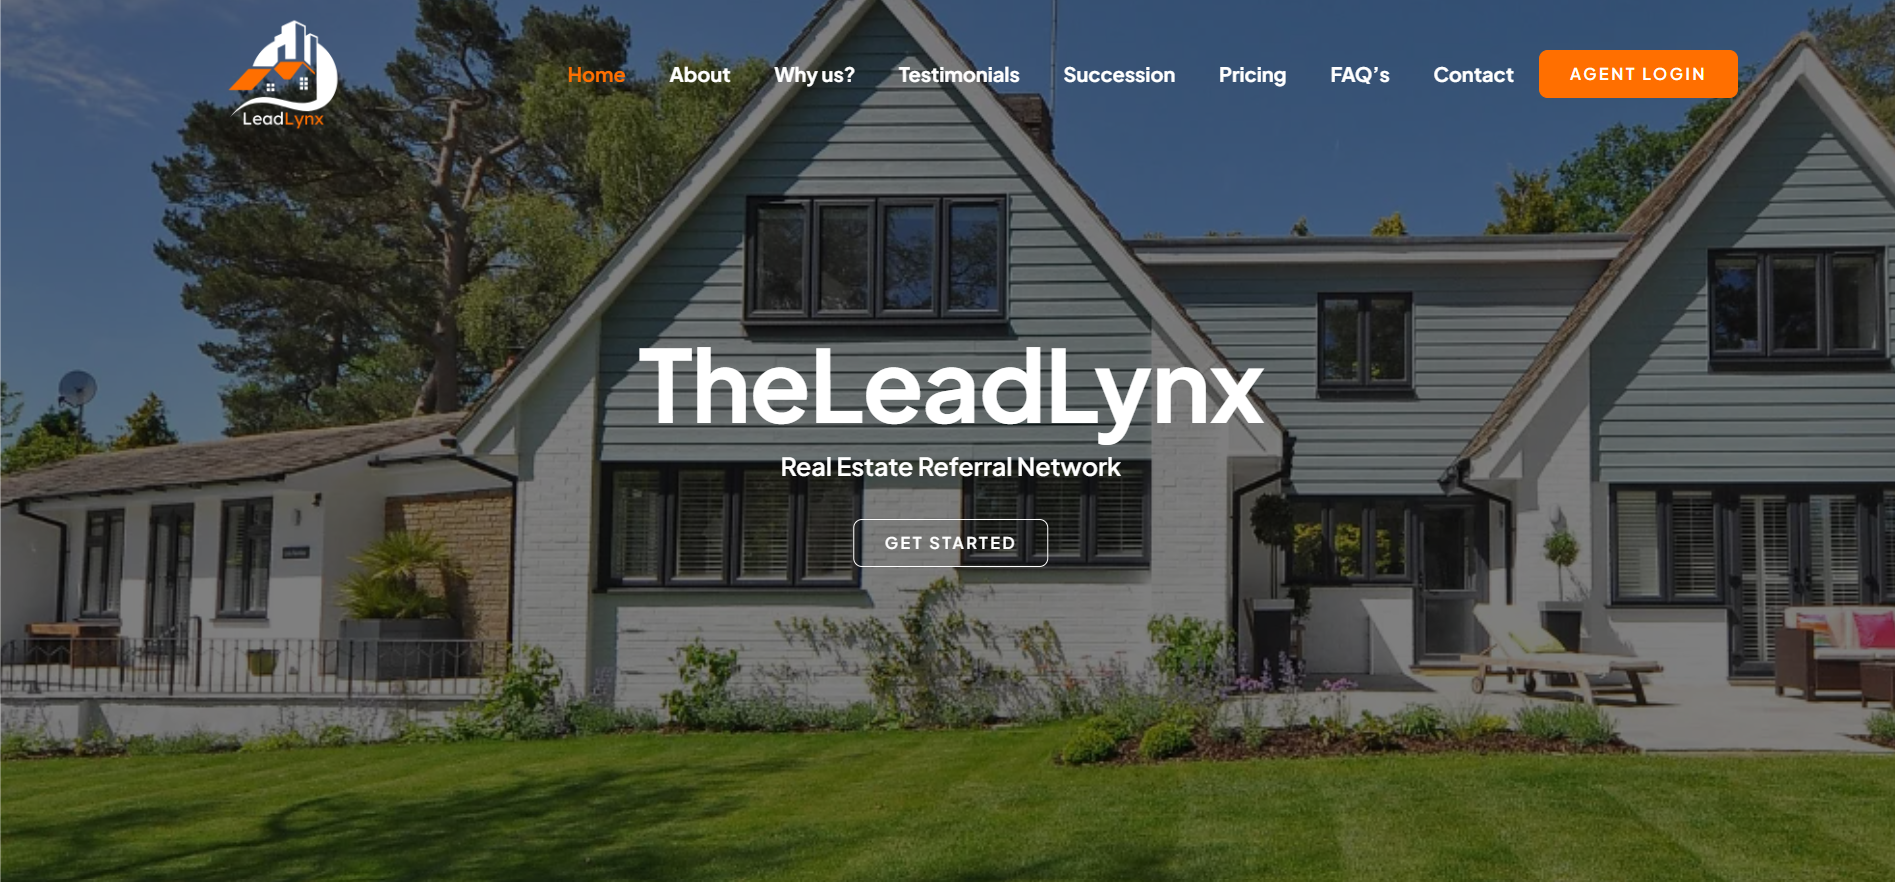 LeadLynx
Home About Why us? Testimonials Succession Pricing FAQ’s Contact AGENT LOGIN
TheLeadLynx
Real Estate Referral Network
GET STARTED